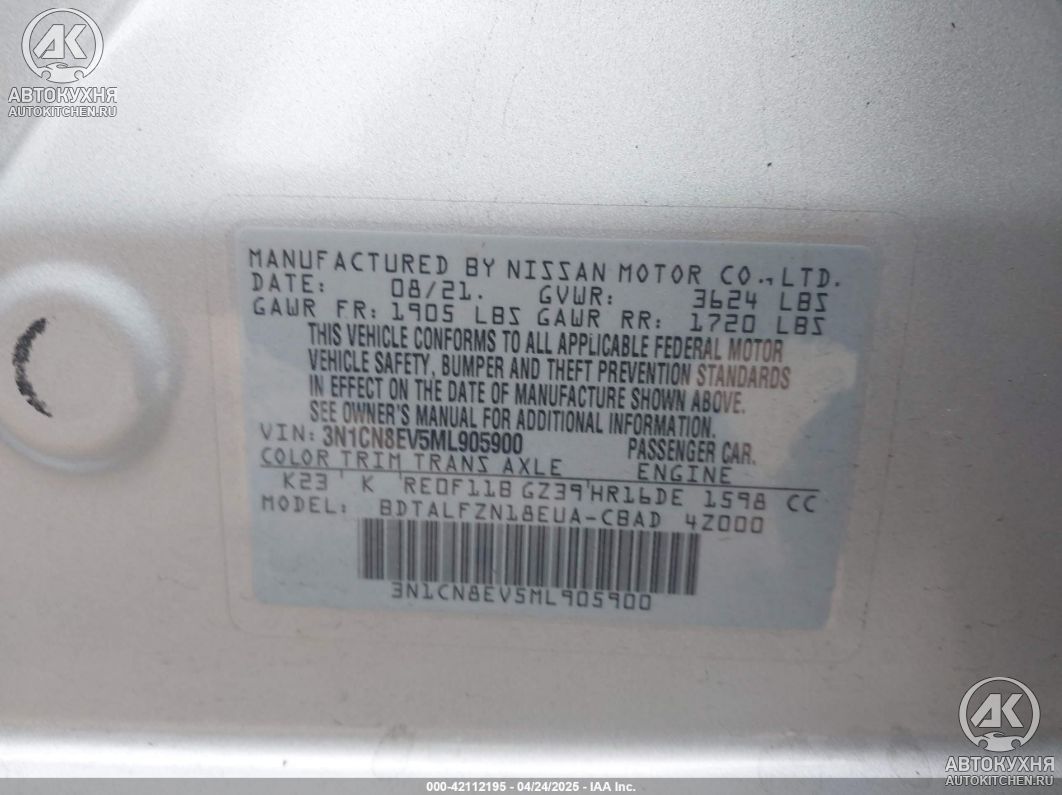 AK
АВТОКУХНЯ
AUTOKITCHEN.RU
MANUFACTURED BY NISSAN MOTOR CO., LTD.
DATE: 08/21. GVWR: 3624 LBS
GAWR FR: 1905 LBS GAWR RR: 1720 LBS
THIS VEHICLE CONFORMS TO ALL APPLICABLE FEDERAL MOTOR
VEHICLE SAFETY, BUMPER AND THEFT PREVENTION STANDARDS
IN EFFECT ON THE DATE OF MANUFACTURE SHOWN ABOVE.
SEE OWNER'S MANUAL FOR ADDITIONAL INFORMATION.
VIN: 3N1CN8EV5ML905900 PASSENGER CAR.
COLOR TRIM TRANS AXLE ENGINE
K23 K RE0F11B GZ39 HR16DE 1598 CC
MODEL: BDTALFZN18EUA-CBAD 4Z000
3N1CN8EV5ML905900
AK
АВТОКУХНЯ
AUTOKITCHEN.RU
000-42112195 - 04/24/2025 - IAA Inc.